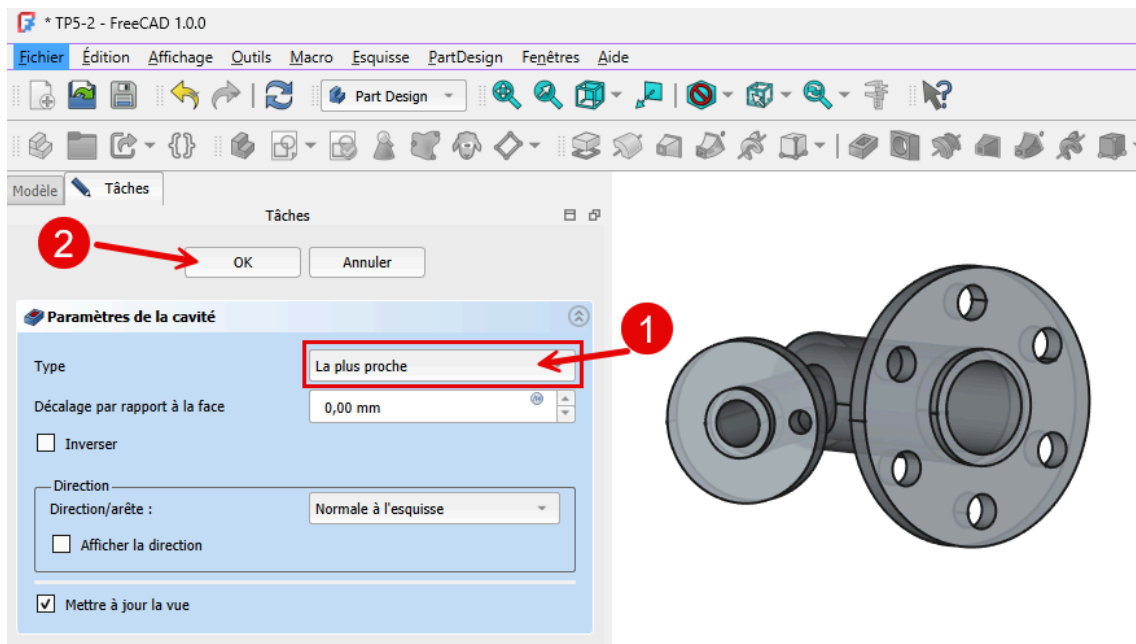 * TP5-2 - FreeCAD 1.0.0
Fichier Édition Affichage Outils Macro Esquisse PartDesign Fenêtres Aide
Part Design
Modèle Tâches
Tâches
2
OK Annuler
Paramètres de la cavité
1
Type La plus proche
Décalage par rapport à la face 0,00 mm
Inverser
Direction
Direction/arête : Normale à l'esquisse
Afficher la direction
Mettre à jour la vue